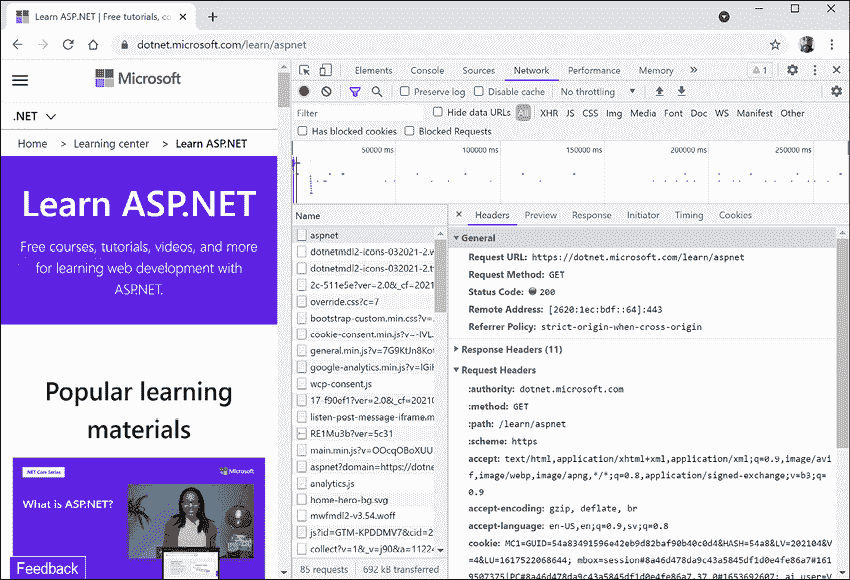 Learn ASP.NET | Free tutorials, co
dotnet.microsoft.com/learn/aspnet
Microsoft
.NET
Home > Learning center > Learn ASP.NET
Learn ASP.NET
Free courses, tutorials, videos, and more
for learning web development with
ASP.NET.
Popular learning
materials
.NET Core Series
Microsoft
What is ASP.NET?
Feedback
Elements Console Sources Network Performance Memory » 1
Preserve log Disable cache No throttling
Filter Hide data URLs All XHR JS CSS Img Media Font Doc WS Manifest Other
Has blocked cookies Blocked Requests
50000 ms 100000 ms 150000 ms 200000 ms 250000 ms
Name
aspnet
dotnetmdl2-icons-032021-2.w
dotnetmdl2-icons-032021-2.t
2c-511e5e?ver=2.0&_cf=2021
override.css?c=7
bootstrap-custom.min.css?v=
cookie-consent.min.js?v=-IVL
general.min.js?v=7G9KtJn8Kot
google-analytics.min.js?v=IGiH
wcp-consent.js
17-f90ef1?ver=2.0&_cf=2021
listen-post-message-iframe.m
RE1Mu3b?ver=5c31
main.min.js?v=OOcqOBoXUU
aspnet?domain=https://dotne
analytics.js
home-hero-bg.svg
mwfmdl2-v3.54.woff
js?id=GTM-KPDDMV7&cid=2
collect?v=1&_v=j90&a=11224
85 requests 692 kB transferred
Headers Preview Response Initiator Timing Cookies
General
Request URL: https://dotnet.microsoft.com/learn/aspnet
Request Method: GET
Status Code: 200
Remote Address: [2620:1ec:bdf::64]:443
Referrer Policy: strict-origin-when-cross-origin
Response Headers (11)
Request Headers
:authority: dotnet.microsoft.com
:method: GET
:path: /learn/aspnet
:scheme: https
accept: text/html,application/xhtml+xml,application/xml;q=0.9,image/avi
f,image/webp,image/apng,*/*;q=0.8,application/signed-exchange;v=b3;q=
0.9
accept-encoding: gzip, deflate, br
accept-language: en-US,en;q=0.9,sv;q=0.8
cookie: MC1=GUID=54a83491596e42eb9d82baf90b40c0d4&HASH=54a8&LV=202104&
V=4&LU=1617522068644; mbox=session#8a46d478da9c43a5845df1d0e4fe86a7#161
9507375|PC#8a46d478da9c43a5845df1d0e4fe86a7.37_0#1653692607; ai_user=V